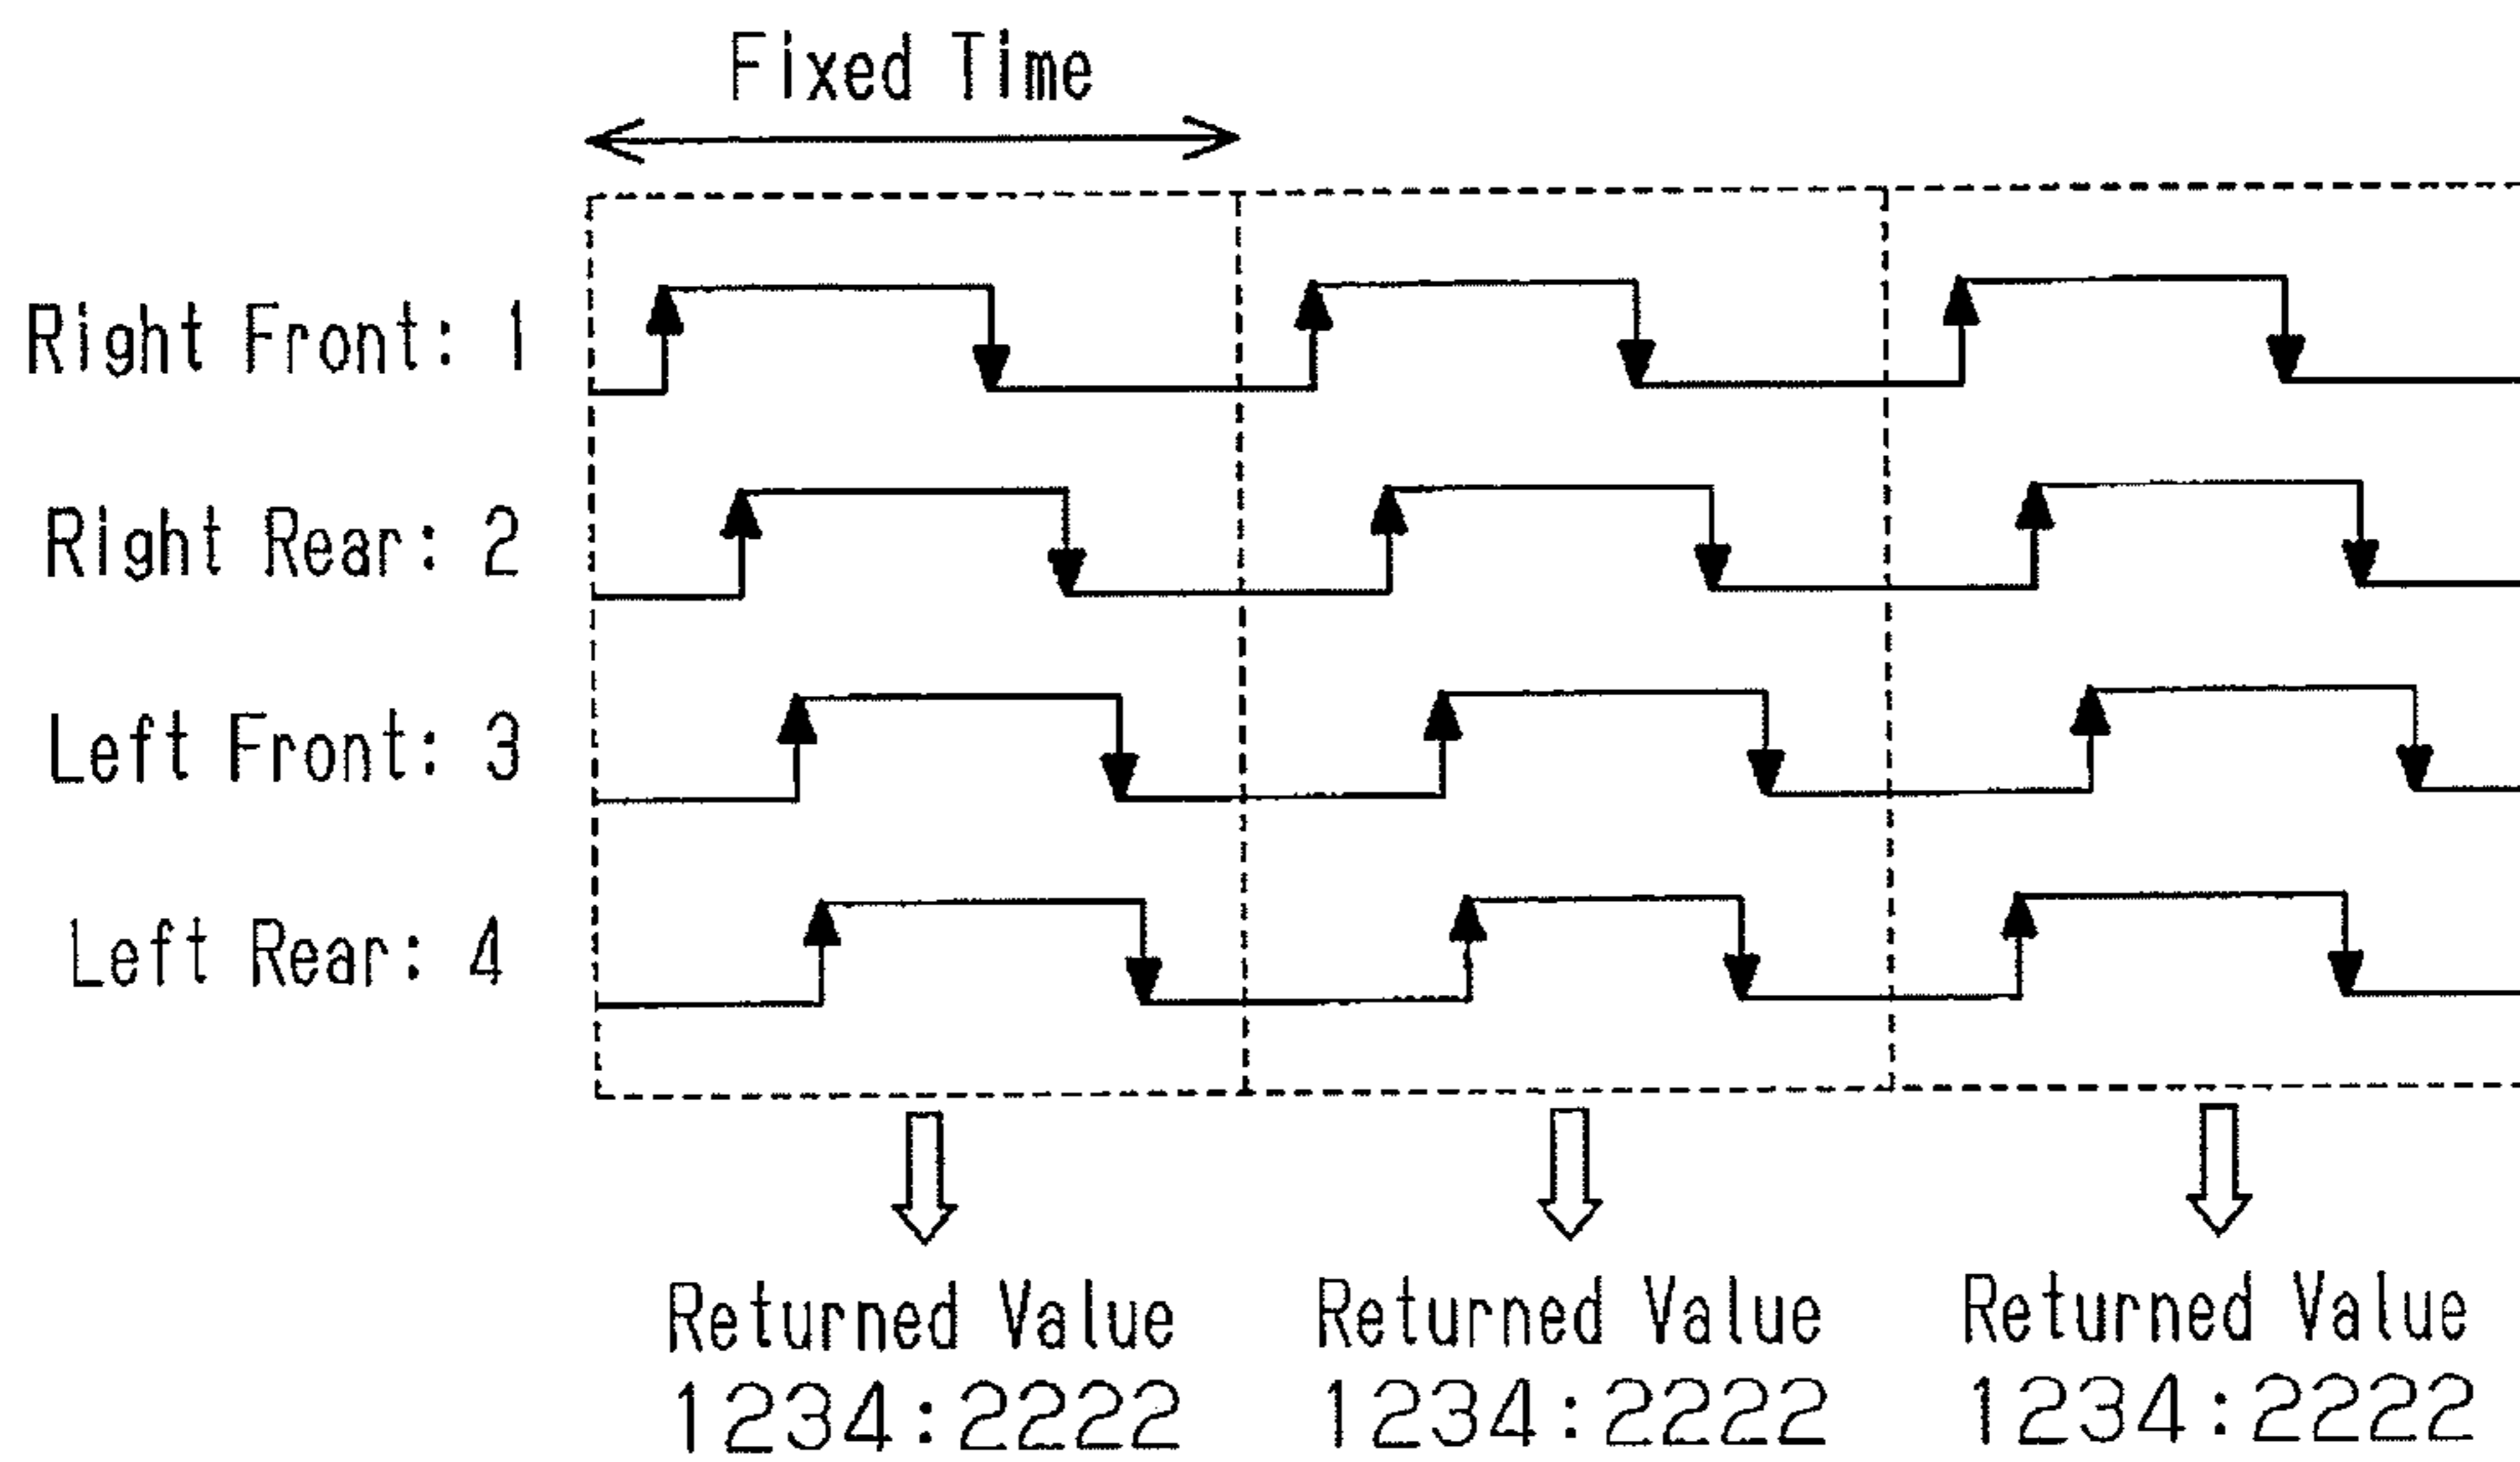 Fixed Time
Right Front: 1
Right Rear: 2
Left Front: 3
Left Rear: 4
Returned Value
1234:2222
Returned Value
1234:2222
Returned Value
1234:2222